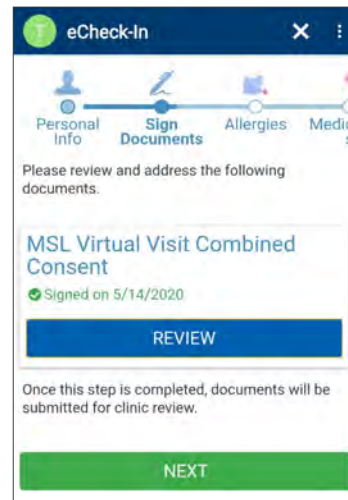 T eCheck-In
Personal Sign Allergies Medic
Info Documents s
Please review and address the following
documents.
MSL Virtual Visit Combined
Consent
Signed on 5/14/2020
REVIEW
Once this step is completed, documents will be
submitted for clinic review.
NEXT